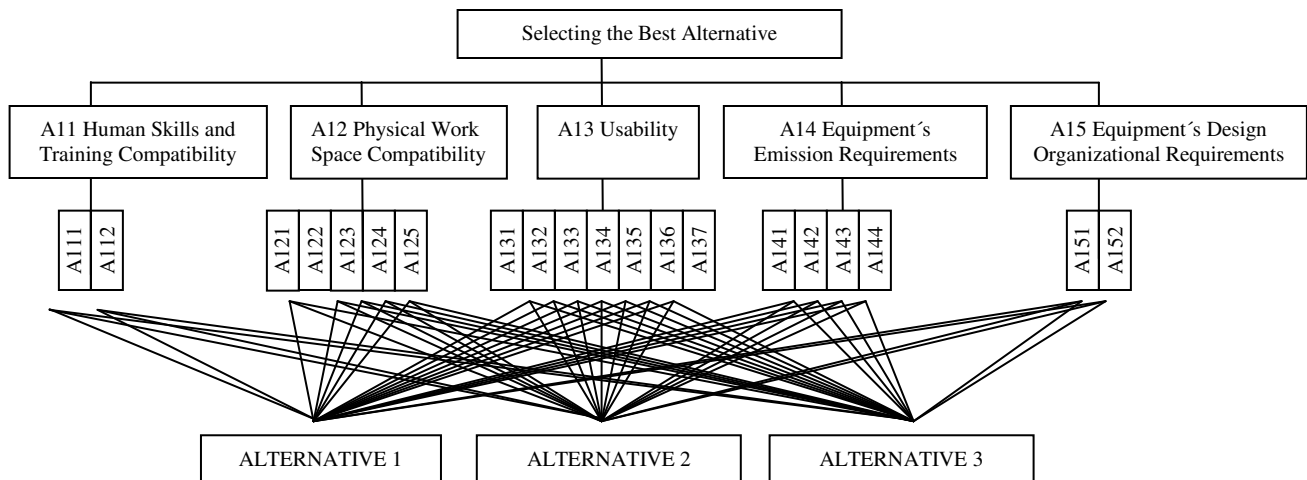 Selecting the Best Alternative
A11 Human Skills and
Training Compatibility
A12 Physical Work
Space Compatibility
A13 Usability
A14 Equipment´s
Emission Requirements
A15 Equipment´s Design
Organizational Requirements
A111
A112
A121
A122
A123
A124
A125
A131
A132
A133
A134
A135
A136
A137
A141
A142
A143
A144
A151
A152
ALTERNATIVE 1
ALTERNATIVE 2
ALTERNATIVE 3